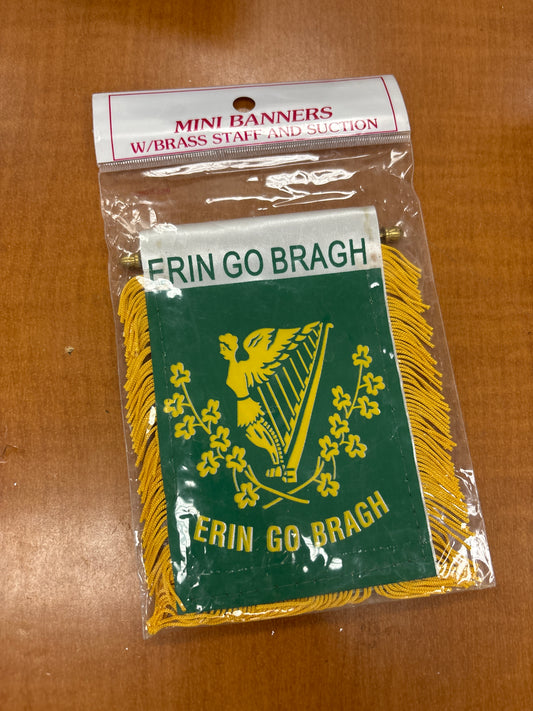 MINI BANNERS
W/BRASS STAFF AND SUCTION
ERIN GO BRAGH
ERIN GO BRAGH